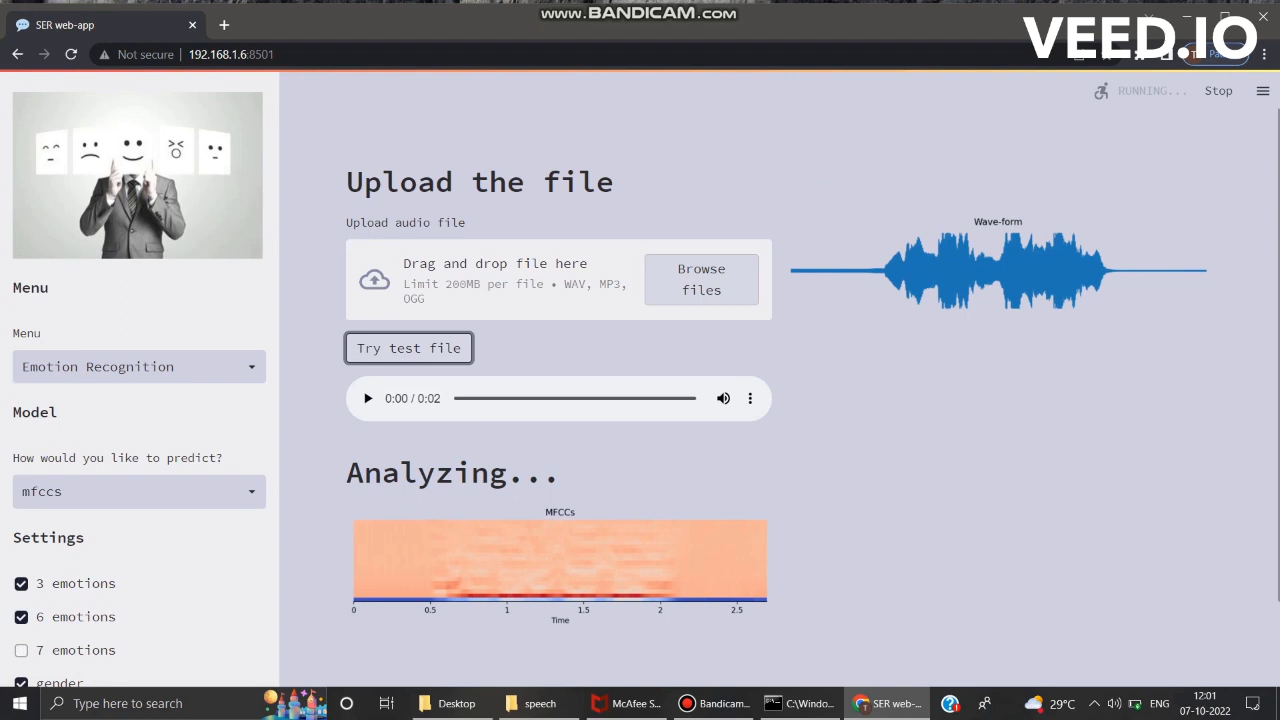 www.BANDICAM.com
VEED.IO
SER web-app
Not secure
192.168.1.6:8501
RUNNING...
Stop
Menu
Menu
Emotion Recognition
Model
How would you like to predict?
mfccs
Settings
3 emotions
6 emotions
7 emotions
gender
Upload the file
Upload audio file
Drag and drop file here
Limit 200MB per file • WAV, MP3,
OGG
Browse
files
Try test file
0:00 / 0:02
Wave-form
Analyzing...
MFCCs
0 0.5 1 1.5 2 2.5
Time
Type here to search
Desktop
speech
McAfee S...
Bandicam...
C:\Windo...
SER web-...
29°C
ENG
12:01
07-10-2022